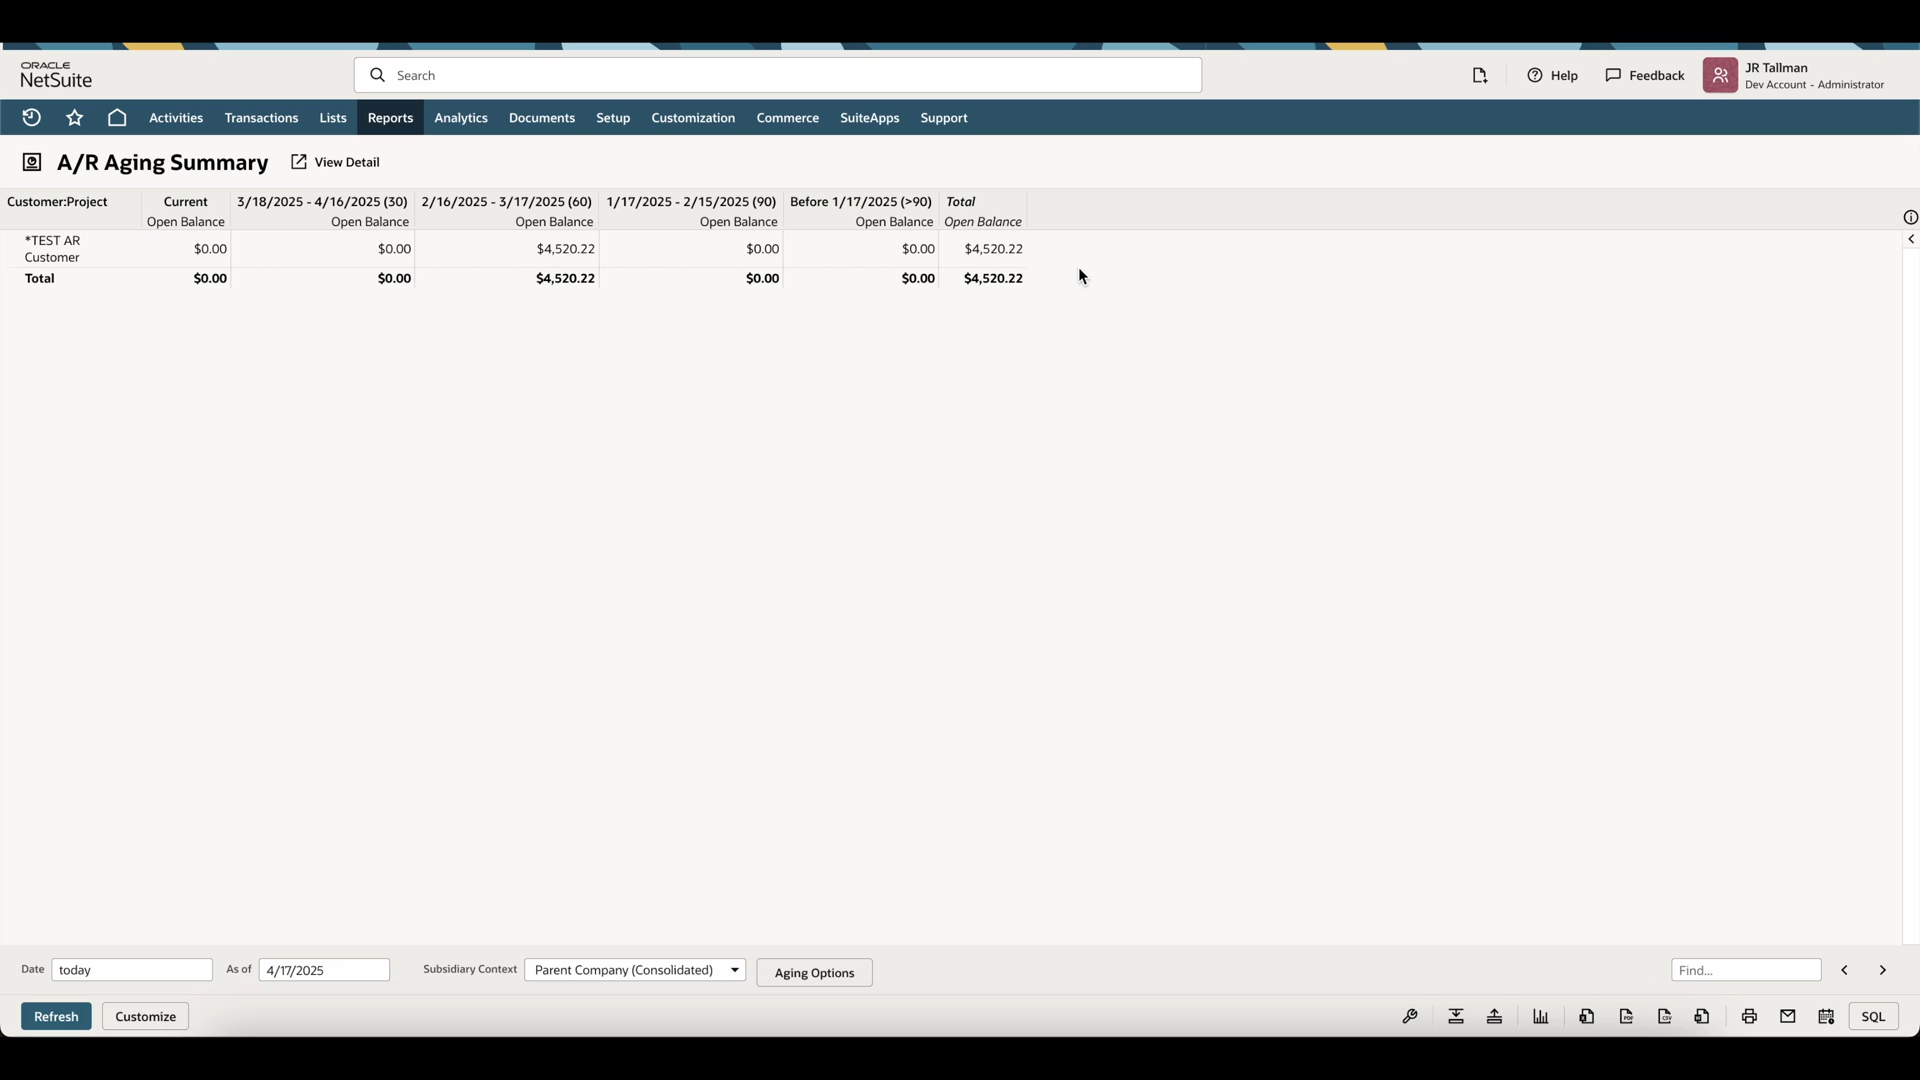 ORACLE
NetSuite
Search
Help
Feedback
JR Tallman
Dev Account - Administrator
Activities
Transactions
Lists
Reports
Analytics
Documents
Setup
Customization
Commerce
SuiteApps
Support
A/R Aging Summary
View Detail
Customer:Project Current 3/18/2025 - 4/16/2025 (30) 2/16/2025 - 3/17/2025 (60) 1/17/2025 - 2/15/2025 (90) Before 1/17/2025 (>90) Total
Open Balance Open Balance Open Balance Open Balance Open Balance Open Balance
*TEST AR
Customer $0.00 $0.00 $4,520.22 $0.00 $0.00 $4,520.22
Total $0.00 $0.00 $4,520.22 $0.00 $0.00 $4,520.22
Date today As of 4/17/2025 Subsidiary Context Parent Company (Consolidated) Aging Options Find...
Refresh Customize PDF CSV SQL